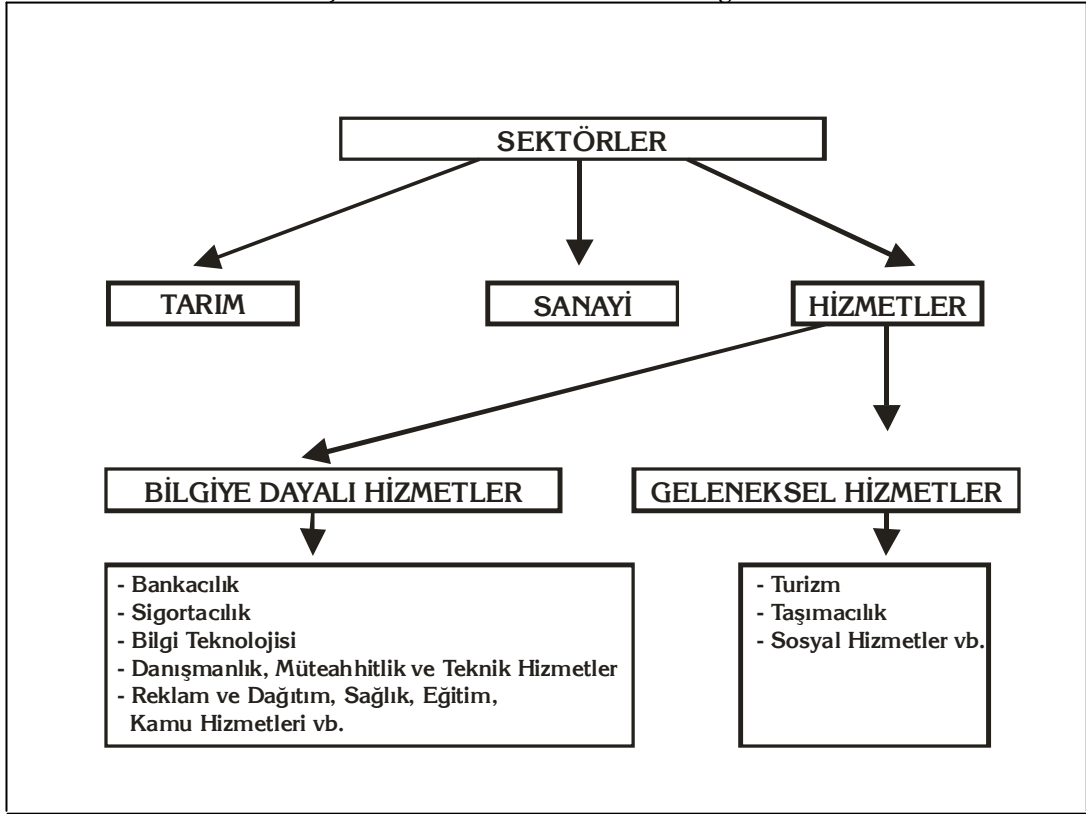 SEKTÖRLER
TARIM
SANAYİ
HİZMETLER
BİLGİYE DAYALI HİZMETLER
GELENEKSEL HİZMETLER
- Bankacılık
- Sigortacılık
- Bilgi Teknolojisi
- Danışmanlık, Müteahhitlik ve Teknik Hizmetler
- Reklam ve Dağıtım, Sağlık, Eğitim,
Kamu Hizmetleri vb.
- Turizm
- Taşımacılık
- Sosyal Hizmetler vb.